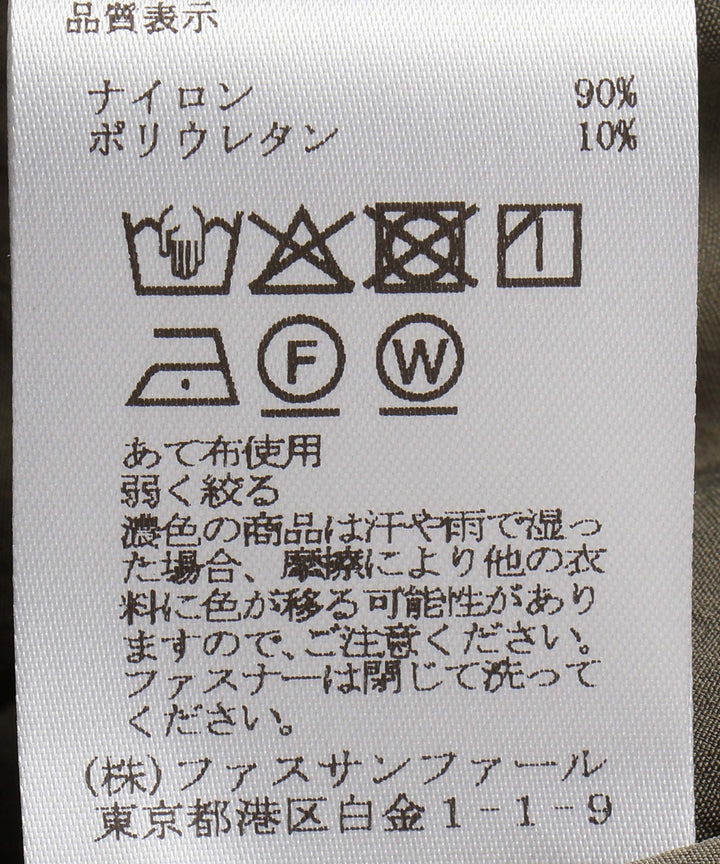 品質表示
ナイロン 90%
ポリウレタン 10%
F W
あて布使用
弱く絞る
濃色の商品は汗や雨で湿っ
た場合、摩擦により他の衣
料に色が移る可能性があり
ますので、ご注意ください。
ファスナーは閉じて洗って
ください。
(株)ファスサンファール
東京都港区白金1-1-9